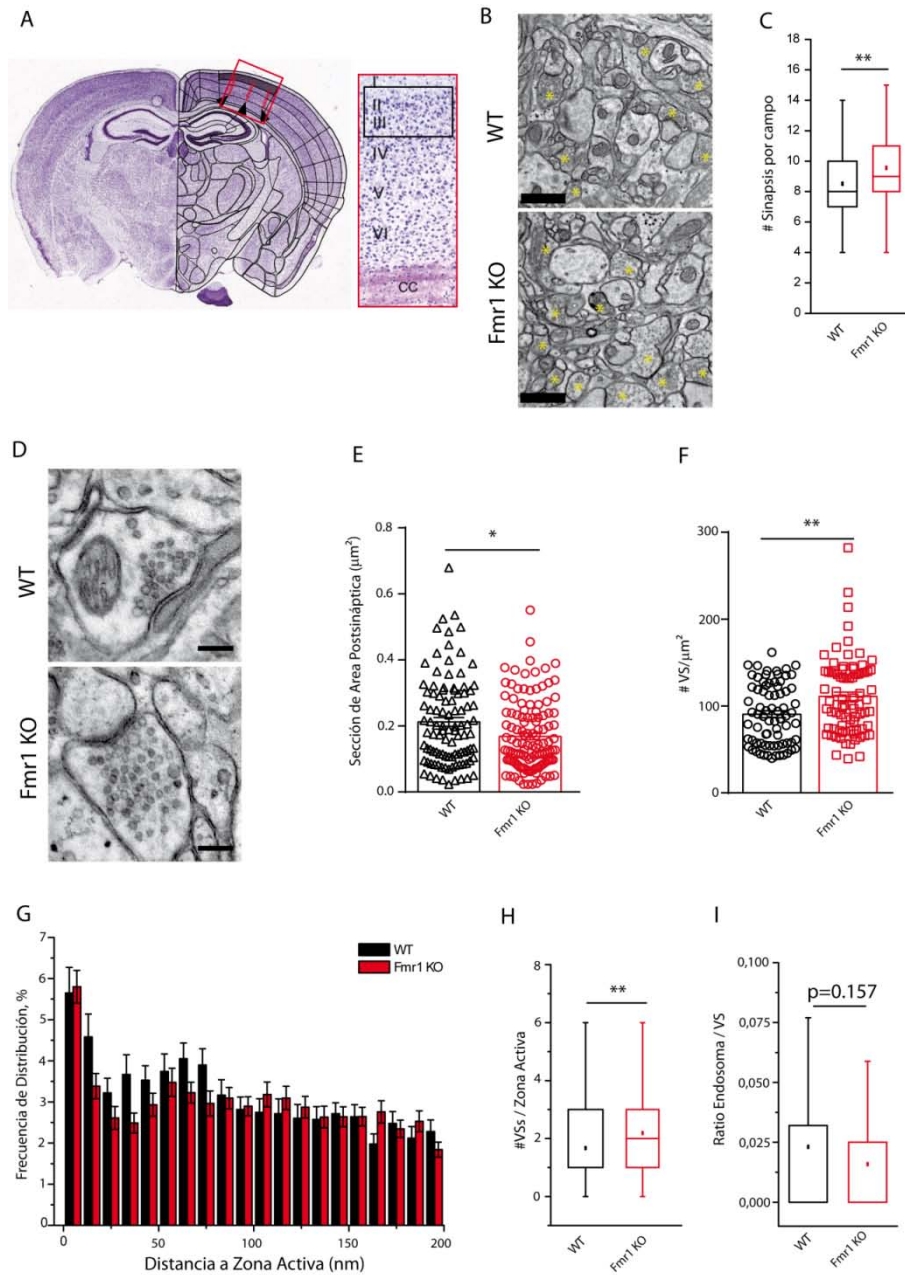 A
I
II
III
IV
V
VI
CC
B
WT
Fmr1 KO
C
# Sinapsis por campo
18
16
14
12
10
8
6
4
2
0
**
WT
Fmr1 KO
D
WT
Fmr1 KO
E
Sección de Area Postsináptica (µm²)
0.8
0.6
0.4
0.2
0.0
*
WT
Fmr1 KO
F
# VS/µm²
300
200
100
0
**
WT
Fmr1 KO
G
Frecuencia de Distribución, %
7
6
5
4
3
2
1
0
WT
Fmr1 KO
0
50
100
150
200
Distancia a Zona Activa (nm)
H
#VSs / Zona Activa
8
6
4
2
0
**
WT
Fmr1 KO
I
Ratio Endosoma / VS
0,100
0,075
0,050
0,025
0,000
p=0.157
WT
Fmr1 KO